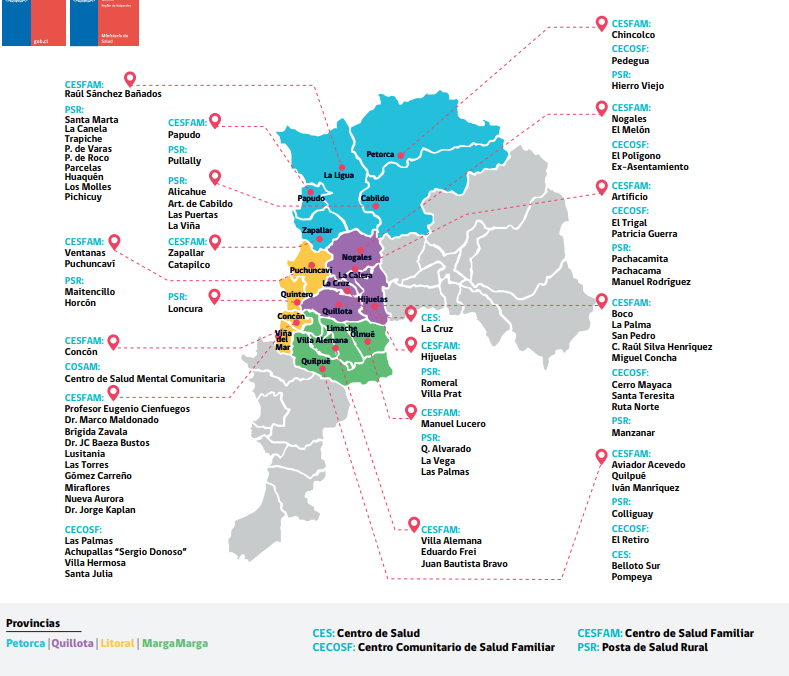 gob.cl
Ministerio de
Salud
CESFAM:
Raúl Sánchez Bañados
PSR:
Santa Marta
La Canela
Trapiche
P. de Varas
P. de Roco
Parcelas
Huaquén
Los Molles
Pichicuy
CESFAM:
Papudo
PSR:
Pullally
PSR:
Alicahue
Art. de Cabildo
Las Puertas
La Viña
CESFAM:
Ventanas
Puchuncaví
PSR:
Maitencillo
Horcón
CESFAM:
Zapallar
Catapilco
PSR:
Loncura
CESFAM:
Concón
COSAM:
Centro de Salud Mental Comunitaria
CESFAM:
Profesor Eugenio Cienfuegos
Dr. Marco Maldonado
Brígida Zavala
Dr. JC Baeza Bustos
Lusitania
Las Torres
Gómez Carreño
Miraflores
Nueva Aurora
Dr. Jorge Kaplan
CECOSF:
Las Palmas
Achupallas “Sergio Donoso”
Villa Hermosa
Santa Julia
Petorca
La Ligua
Papudo
Cabildo
Zapallar
Nogales
Puchuncaví
La Calera
La Cruz
Quintero
Hijuelas
Quillota
Concón
Limache
Viña
del
Mar
Olmué
Villa Alemana
Quilpué
CES:
La Cruz
CESFAM:
Hijuelas
PSR:
Romeral
Villa Prat
CESFAM:
Manuel Lucero
PSR:
Q. Alvarado
La Vega
Las Palmas
CESFAM:
Villa Alemana
Eduardo Frei
Juan Bautista Bravo
CESFAM:
Chincolco
CECOSF:
Pedegua
PSR:
Hierro Viejo
CESFAM:
Nogales
El Melón
CECOSF:
El Polígono
Ex-Asentamiento
CESFAM:
Artificio
CECOSF:
El Trigal
Patricia Guerra
PSR:
Pachacamita
Pachacama
Manuel Rodríguez
CESFAM:
Boco
La Palma
San Pedro
C. Raúl Silva Henríquez
Miguel Concha
CECOSF:
Cerro Mayaca
Santa Teresita
Ruta Norte
PSR:
Manzanar
CESFAM:
Aviador Acevedo
Quilpué
Iván Manríquez
PSR:
Colliguay
CECOSF:
El Retiro
CES:
Belloto Sur
Pompeya
Provincias
Petorca | Quillota | Litoral | MargaMarga
CES: Centro de Salud
CECOSF: Centro Comunitario de Salud Familiar
CESFAM: Centro de Salud Familiar
PSR: Posta de Salud Rural